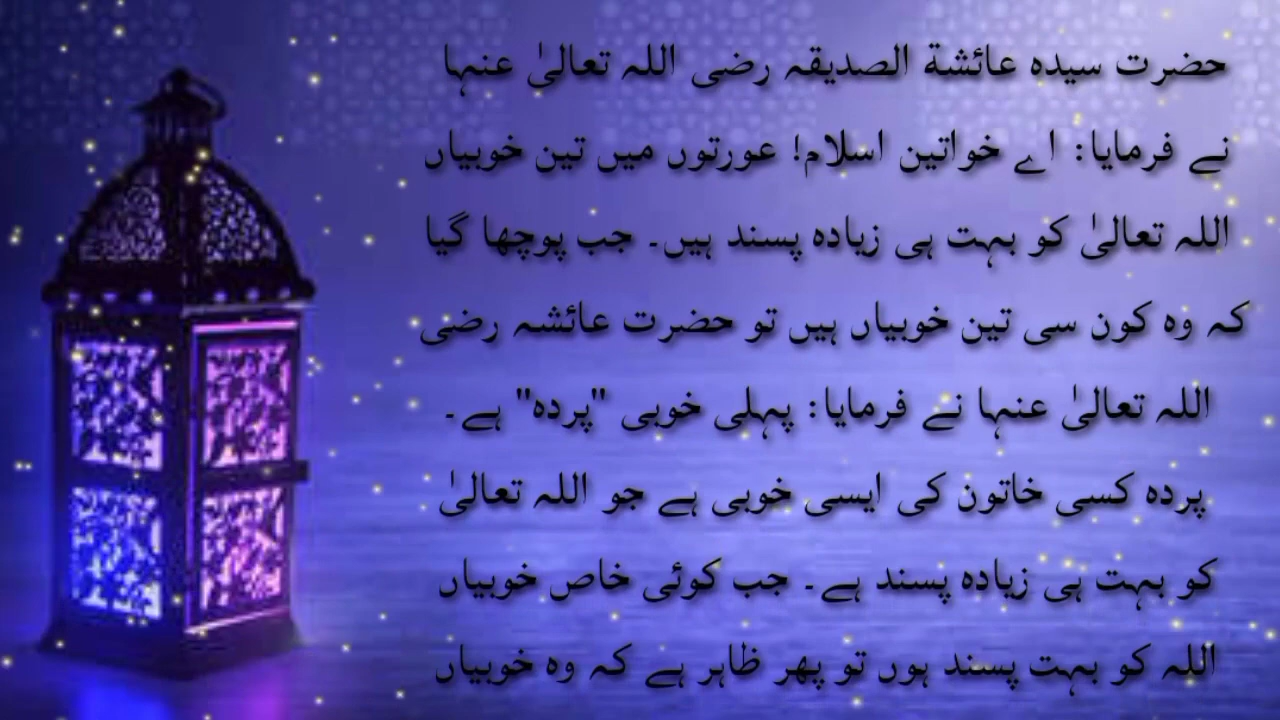 حضرت سیدہ عائشة الصدیقہ رضی اللہ تعالیٰ عنہا
نے فرمایا: اے خواتین اسلام! عورتوں میں تین خوبیاں
اللہ تعالیٰ کو بہت ہی زیادہ پسند ہیں۔ جب پوچھا گیا
کہ وہ کون سی تین خوبیاں ہیں تو حضرت عائشہ رضی
اللہ تعالیٰ عنہا نے فرمایا: پہلی خوبی "پردہ" ہے۔
پردہ کسی خاتون کی ایسی خوبی ہے جو اللہ تعالیٰ
کو بہت ہی زیادہ پسند ہے۔ جب کوئی خاص خوبیاں
اللہ کو بہت پسند ہوں تو پھر ظاہر ہے کہ وہ خوبیاں